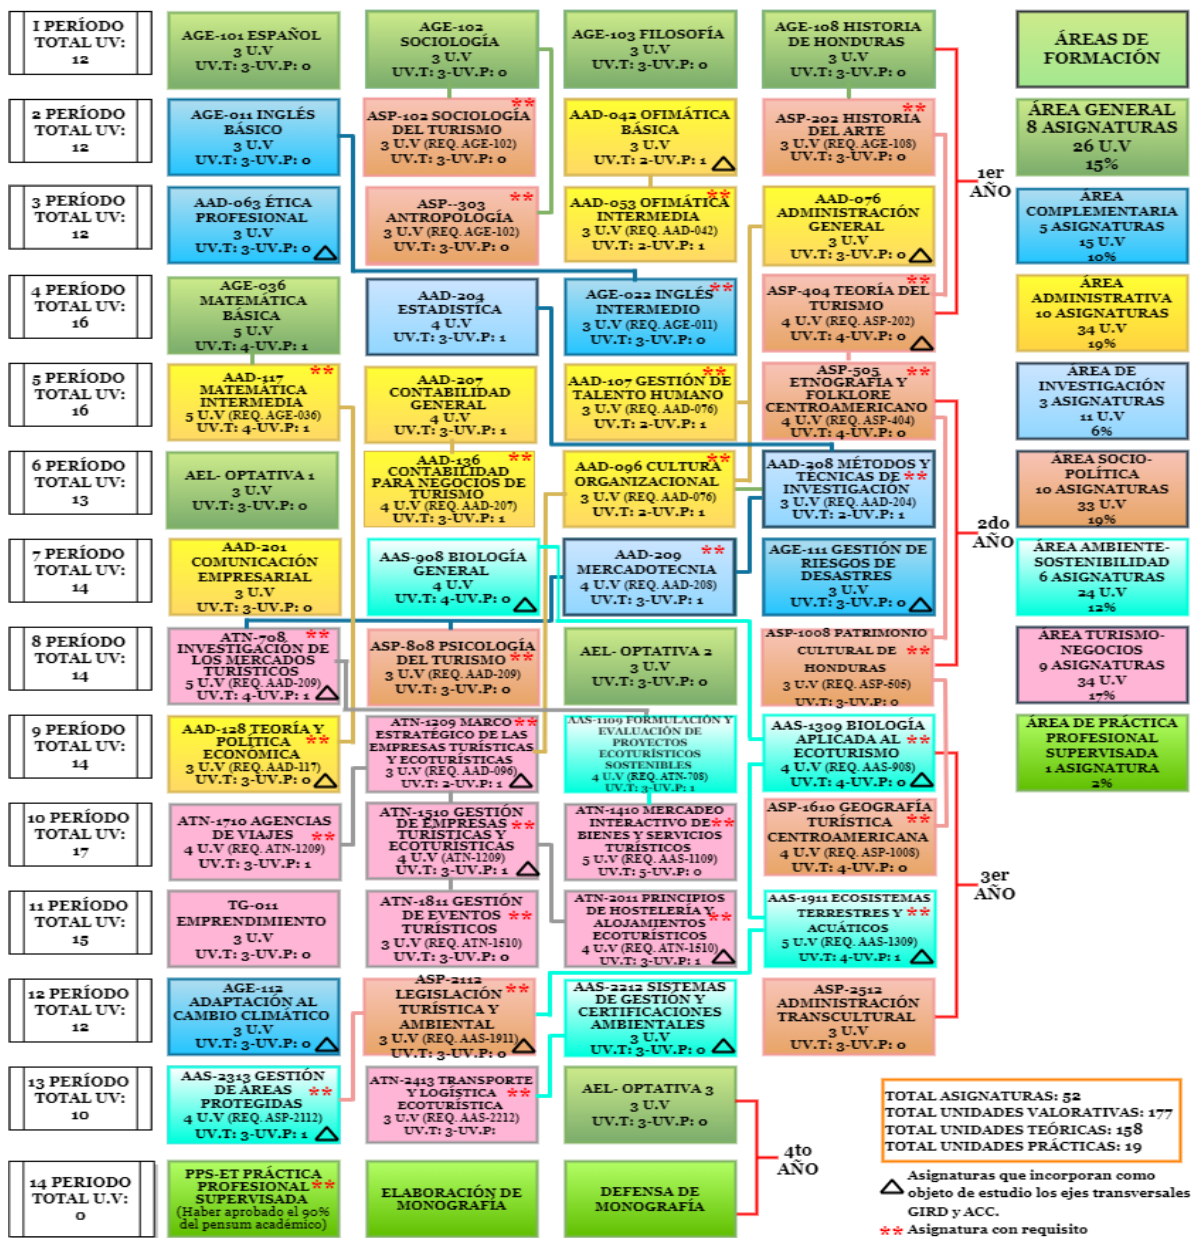 I PERÍODO
TOTAL UV:
12
AGE-101 ESPAÑOL
3 U.V
UV.T: 3-UV.P: 0
AGE-102
SOCIOLOGÍA
3 U.V
UV.T: 3-UV.P: 0
AGE-103 FILOSOFÍA
3 U.V
UV.T: 3-UV.P: 0
AGE-108 HISTORIA
DE HONDURAS
3 U.V
UV.T: 3-UV.P: 0
ÁREAS DE
FORMACIÓN
2 PERÍODO
TOTAL UV:
12
AGE-011 INGLÉS
BÁSICO
3 U.V
UV.T: 3-UV.P: 0
**
ASP-102 SOCIOLOGÍA
DEL TURISMO
3 U.V (REQ. AGE-102)
UV.T: 3-UV.P: 0
AAD-042 OFIMÁTICA
BÁSICA
3 U.V
UV.T: 2-UV.P: 1
**
ASP-202 HISTORIA
DEL ARTE
3 U.V (REQ. AGE-108)
UV.T: 3-UV.P: 0
ÁREA GENERAL
8 ASIGNATURAS
26 U.V
15%
1er
AÑO
3 PERÍODO
TOTAL UV:
12
AAD-063 ÉTICA
PROFESIONAL
3 U.V
UV.T: 3-UV.P: 0
**
ASP--303
ANTROPOLOGÍA
3 U.V (REQ. AGE-102)
UV.T: 3-UV.P: 0
**
AAD-053 OFIMÁTICA
INTERMEDIA
3 U.V (REQ. AAD-042)
UV.T: 2-UV.P: 1
AAD-076
ADMINISTRACIÓN
GENERAL
3 U.V
UV.T: 3-UV.P: 0
ÁREA
COMPLEMENTARIA
5 ASIGNATURAS
15 U.V
10%
4 PERÍODO
TOTAL UV:
16
AGE-036
MATEMÁTICA
BÁSICA
5 U.V
UV.T: 4-UV.P: 1
AAD-204
ESTADISTICA
4 U.V
UV.T: 3-UV.P: 1
**
AGE-022 INGLÉS
INTERMEDIO
3 U.V (REQ. AGE-011)
UV.T: 3-UV.P: 0
**
ASP-404 TEORÍA DEL
TURISMO
4 U.V (REQ. ASP-202)
UV.T: 4-UV.P: 0
ÁREA
ADMINISTRATIVA
10 ASIGNATURAS
34 U.V
19%
5 PERÍODO
TOTAL UV:
16
**
AAD-117
MATEMÁTICA
INTERMEDIA
5 U.V (REQ. AGE-036)
UV.T: 4-UV.P: 1
AAD-207
CONTABILIDAD
GENERAL
4 U.V
UV.T: 3-UV.P: 1
**
AAD-107 GESTIÓN DE
TALENTO HUMANO
3 U.V (REQ. AAD-076)
UV.T: 2-UV.P: 1
**
ASP-505
ETNOGRAFÍA Y
FOLKLORE
CENTROAMERICANO
4 U.V (REQ. ASP-404)
UV.T: 4-UV.P: 0
ÁREA DE
INVESTIGACIÓN
3 ASIGNATURAS
11 U.V
6%
6 PERÍODO
TOTAL UV:
13
AEL- OPTATIVA 1
3 U.V
UV.T: 3-UV.P: 0
**
AAD-136
CONTABILIDAD
PARA NEGOCIOS DE
TURISMO
4 U.V (REQ. AAD-207)
UV.T: 3-UV.P: 1
**
AAD-096 CULTURA
ORGANIZACIONAL
3 U.V (REQ. AAD-076)
UV.T: 2-UV.P: 1
AAD-208 MÉTODOS Y
TÉCNICAS DE **
INVESTIGACIÓN
3 U.V (REQ. AAD-204)
UV.T: 2-UV.P: 1
ÁREA SOCIO-
POLÍTICA
10 ASIGNATURAS
33 U.V
19%
2do
AÑO
7 PERÍODO
TOTAL UV:
14
AAD-201
COMUNICACIÓN
EMPRESARIAL
3 U.V
UV.T: 3-UV.P: 0
AAS-908 BIOLOGÍA
GENERAL
4 U.V
UV.T: 4-UV.P: 0
**
AAD-209
MERCADOTECNIA
4 U.V (REQ. AAD-208)
UV.T: 3-UV.P: 1
AGE-111 GESTIÓN DE
RIESGOS DE
DESASTRES
3 U.V
UV.T: 3-UV.P: 0
ÁREA AMBIENTE-
SOSTENIBILIDAD
6 ASIGNATURAS
24 U.V
12%
8 PERÍODO
TOTAL UV:
14
ATN-708 **
INVESTIGACIÓN DE
LOS MERCADOS
TURÍSTICOS
5 U.V (REQ. AAD-209)
UV.T: 4-UV.P: 1
ASP-808 PSICOLOGÍA
DEL TURISMO **
3 U.V (REQ. AAD-209)
UV.T: 3-UV.P: 0
AEL- OPTATIVA 2
3 U.V
UV.T: 3-UV.P: 0
ASP-1008 PATRIMONIO
CULTURAL DE **
HONDURAS
3 U.V (REQ. ASP-505)
UV.T: 3-UV.P: 0
ÁREA TURISMO-
NEGOCIOS
9 ASIGNATURAS
34 U.V
17%
9 PERÍODO
TOTAL UV:
14
AAD-128 TEORÍA Y
POLÍTICA **
ECONÓMICA
3 U.V (REQ. AAD-117)
UV.T: 3-UV.P: 0
ATN-1209 MARCO **
ESTRATÉGICO DE LAS
EMPRESAS TURÍSTICAS
Y ECOTURÍSTICAS
3 U.V (REQ. AAD-096)
UV.T: 2-UV.P: 1
AAS-1109 FORMULACIÓN Y
EVALUACIÓN DE
PROYECTOS
ECOTURÍSTICOS
SOSTENIBLES
4 U.V (REQ. ATN-708)
UV.T: 3-UV.P: 1
AAS-1309 BIOLOGÍA
APLICADA AL **
ECOTURISMO
4 U.V (REQ. AAS-908)
UV.T: 4-UV.P: 0
ÁREA DE PRÁCTICA
PROFESIONAL
SUPERVISADA
1 ASIGNATURA
2%
10 PERÍODO
TOTAL UV:
17
ATN-1710 AGENCIAS
DE VIAJES **
4 U.V (REQ. ATN-1209)
UV.T: 3-UV.P: 1
ATN-1510 GESTIÓN
DE EMPRESAS **
TURÍSTICAS Y
ECOTURÍSTICAS
4 U.V (ATN-1209)
UV.T: 3-UV.P: 1
ATN-1410 MERCADEO
INTERACTIVO DE **
BIENES Y SERVICIOS
TURÍSTICOS
5 U.V (REQ. AAS-1109)
UV.T: 5-UV.P: 0
ASP-1610 GEOGRAFÍA
TURÍSTICA **
CENTROAMERICANA
4 U.V (REQ. ASP-1008)
UV.T: 4-UV.P: 0
3er
AÑO
11 PERÍODO
TOTAL UV:
15
TG-011
EMPRENDIMIENTO
3 U.V
UV.T: 3-UV.P: 0
ATN-1811 GESTIÓN
DE EVENTOS **
TURÍSTICOS
3 U.V (REQ. ATN-1510)
UV.T: 3-UV.P: 0
ATN-2011 PRINCIPIOS
DE HOSTELERÍA Y **
ALOJAMIENTOS
ECOTURÍSTICOS
4 U.V (REQ. ATN-1510)
UV.T: 3-UV.P: 1
AAS-1911 ECOSISTEMAS
TERRESTRES Y **
ACUÁTICOS
5 U.V (REQ. AAS-1309)
UV.T: 4-UV.P: 1
12 PERÍODO
TOTAL UV:
12
AGE-112
ADAPTACIÓN AL
CAMBIO CLIMÁTICO
3 U.V
UV.T: 3-UV.P: 0
ASP-2112
LEGISLACIÓN **
TURÍSTICA Y
AMBIENTAL
3 U.V (REQ. AAS-1911)
UV.T: 3-UV.P: 0
AAS-2212 SISTEMAS
DE GESTIÓN Y
CERTIFICACIONES
AMBIENTALES
3 U.V
UV.T: 3-UV.P: 0
ASP-2512
ADMINISTRACIÓN
TRANSCULTURAL
3 U.V
UV.T: 3-UV.P: 0
13 PERÍODO
TOTAL UV:
10
AAS-2313 GESTIÓN
DE ÁREAS **
PROTEGIDAS
4 U.V (REQ. ASP-2112)
UV.T: 3-UV.P: 1
ATN-2413 TRANSPORTE
Y LOGÍSTICA **
ECOTURÍSTICA
3 U.V (REQ. AAS-2212)
UV.T: 3-UV.P:
AEL- OPTATIVA 3
3 U.V
UV.T: 3-UV.P: 0
TOTAL ASIGNATURAS: 52
TOTAL UNIDADES VALORATIVAS: 177
TOTAL UNIDADES TEÓRICAS: 158
TOTAL UNIDADES PRÁCTICAS: 19
4to
AÑO
14 PERIODO
TOTAL U.V:
0
PPS-ET PRÁCTICA
PROFESIONAL **
SUPERVISADA
(Haber aprobado el 90%
del pensum académico)
ELABORACIÓN DE
MONOGRAFÍA
DEFENSA DE
MONOGRAFÍA
Asignaturas que incorporan como
objeto de estudio los ejes transversales
GIRD y ACC.
** Asignatura con requisito